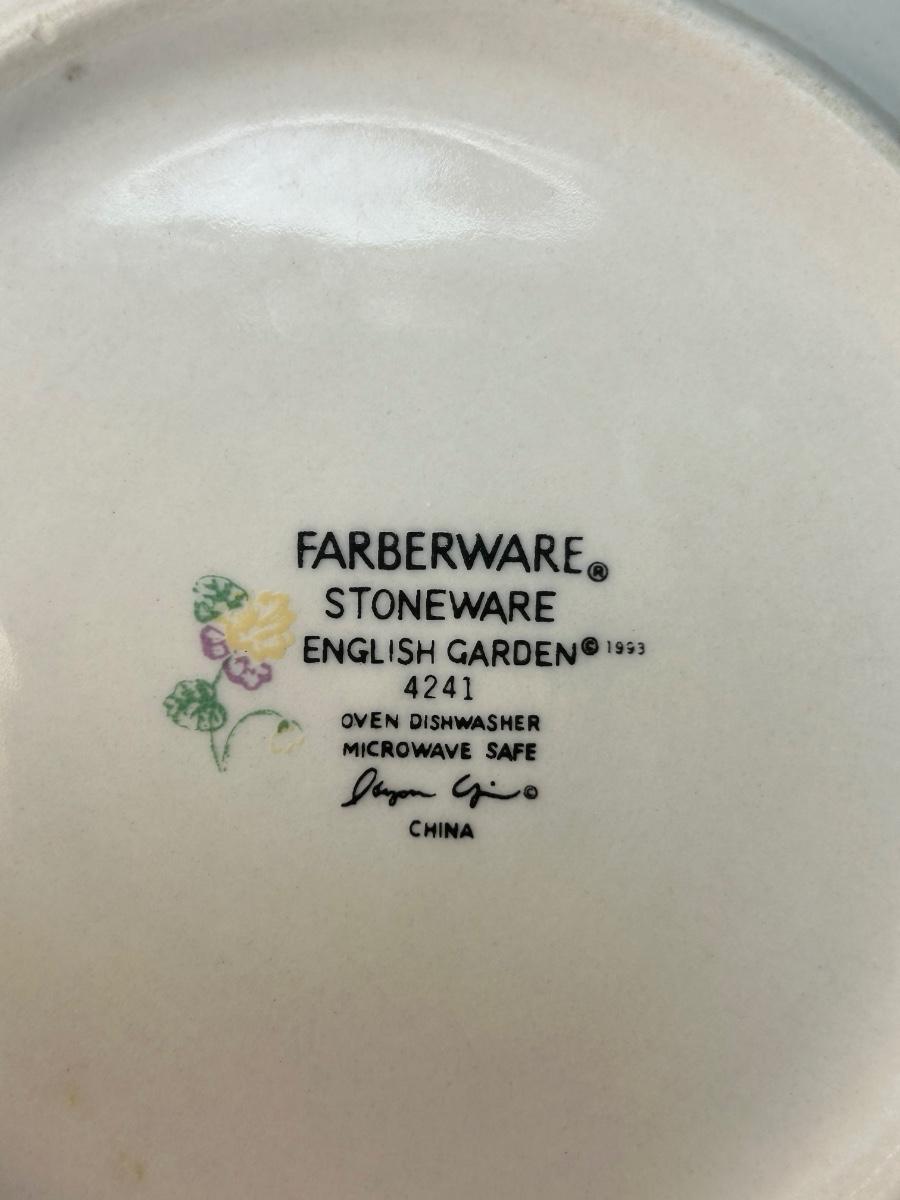 FARBERWARE®
STONEWARE
ENGLISH GARDEN© 1993
4241
OVEN DISHWASHER
MICROWAVE SAFE
©
CHINA